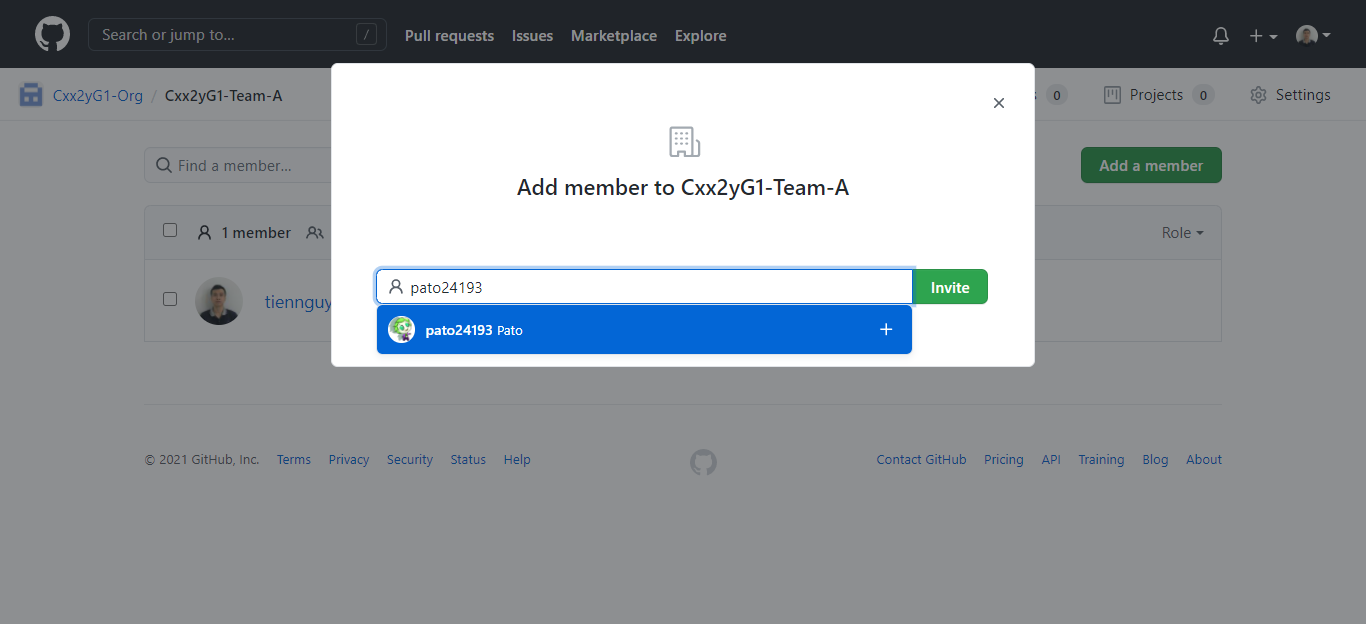 Search or jump to... / Pull requests Issues Marketplace Explore
Cxx2yG1-Org / Cxx2yG1-Team-A 0 Projects 0 Settings
Add member to Cxx2yG1-Team-A
Find a member... Add a member
1 member Role
tiennguy
pato24193 Invite
pato24193 Pato +
© 2021 GitHub, Inc. Terms Privacy Security Status Help Contact GitHub Pricing API Training Blog About